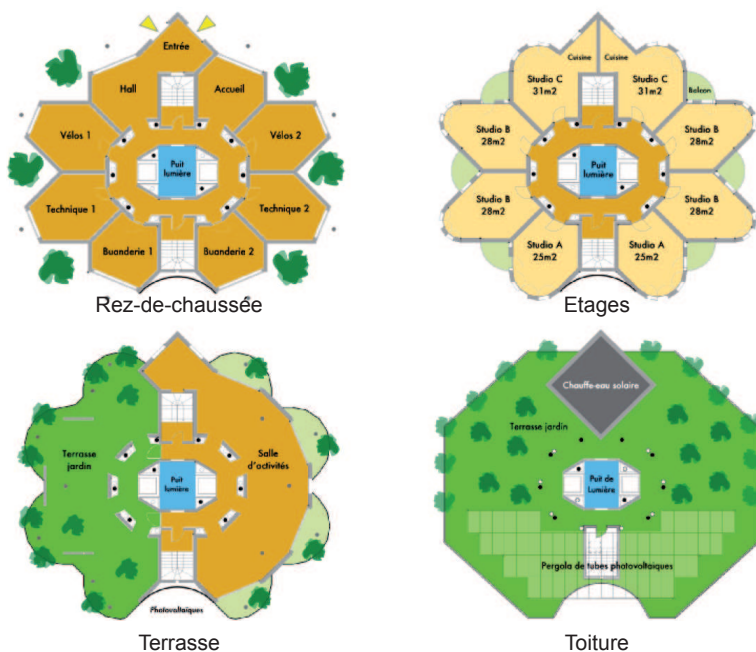 Entrée
Hall
Accueil
Vélos 1
Vélos 2
Puit
lumière
Technique 1
Technique 2
Buanderie 1
Buanderie 2
Rez-de-chaussée
Cuisine
Cuisine
Studio C
31m2
Studio C
31m2
Balcon
Studio B
28m2
Studio B
28m2
Puit
lumière
Studio B
28m2
Studio B
28m2
Studio A
25m2
Studio A
25m2
Etages
Terrasse
jardin
Puit
lumière
Salle
d'activités
Photovoltaïques
Terrasse
Chauffe-eau solaire
Terrasse jardin
Puit de
Lumière
Pergola de tubes photovoltaiques
Toiture